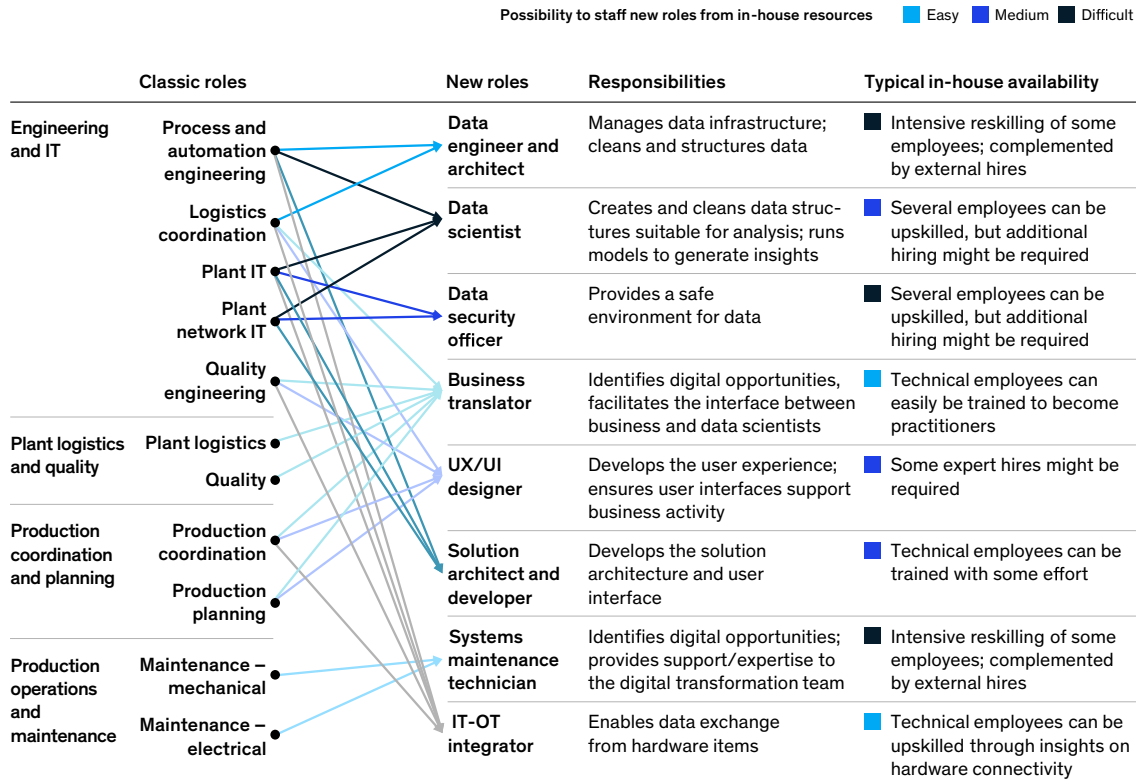 Possibility to staff new roles from in-house resources
Easy
Medium
Difficult
Classic roles
New roles
Responsibilities
Typical in-house availability
Engineering
and IT
Process and
automation
engineering
Logistics
coordination
Plant IT
Plant
network IT
Quality
engineering
Plant logistics
and quality
Plant logistics
Quality
Production
coordination
and planning
Production
coordination
Production
planning
Production
operations
and
maintenance
Maintenance –
mechanical
Maintenance –
electrical
Data
engineer and
architect
Manages data infrastructure;
cleans and structures data
Intensive reskilling of some
employees; complemented
by external hires
Data
scientist
Creates and cleans data struc-
tures suitable for analysis; runs
models to generate insights
Several employees can be
upskilled, but additional
hiring might be required
Data
security
officer
Provides a safe
environment for data
Several employees can be
upskilled, but additional
hiring might be required
Business
translator
Identifies digital opportunities,
facilitates the interface between
business and data scientists
Technical employees can
easily be trained to become
practitioners
UX/UI
designer
Develops the user experience;
ensures user interfaces support
business activity
Some expert hires might be
required
Solution
architect and
developer
Develops the solution
architecture and user
interface
Technical employees can be
trained with some effort
Systems
maintenance
technician
Identifies digital opportunities;
provides support/expertise to
the digital transformation team
Intensive reskilling of some
employees; complemented
by external hires
IT-OT
integrator
Enables data exchange
from hardware items
Technical employees can be
upskilled through insights on
hardware connectivity